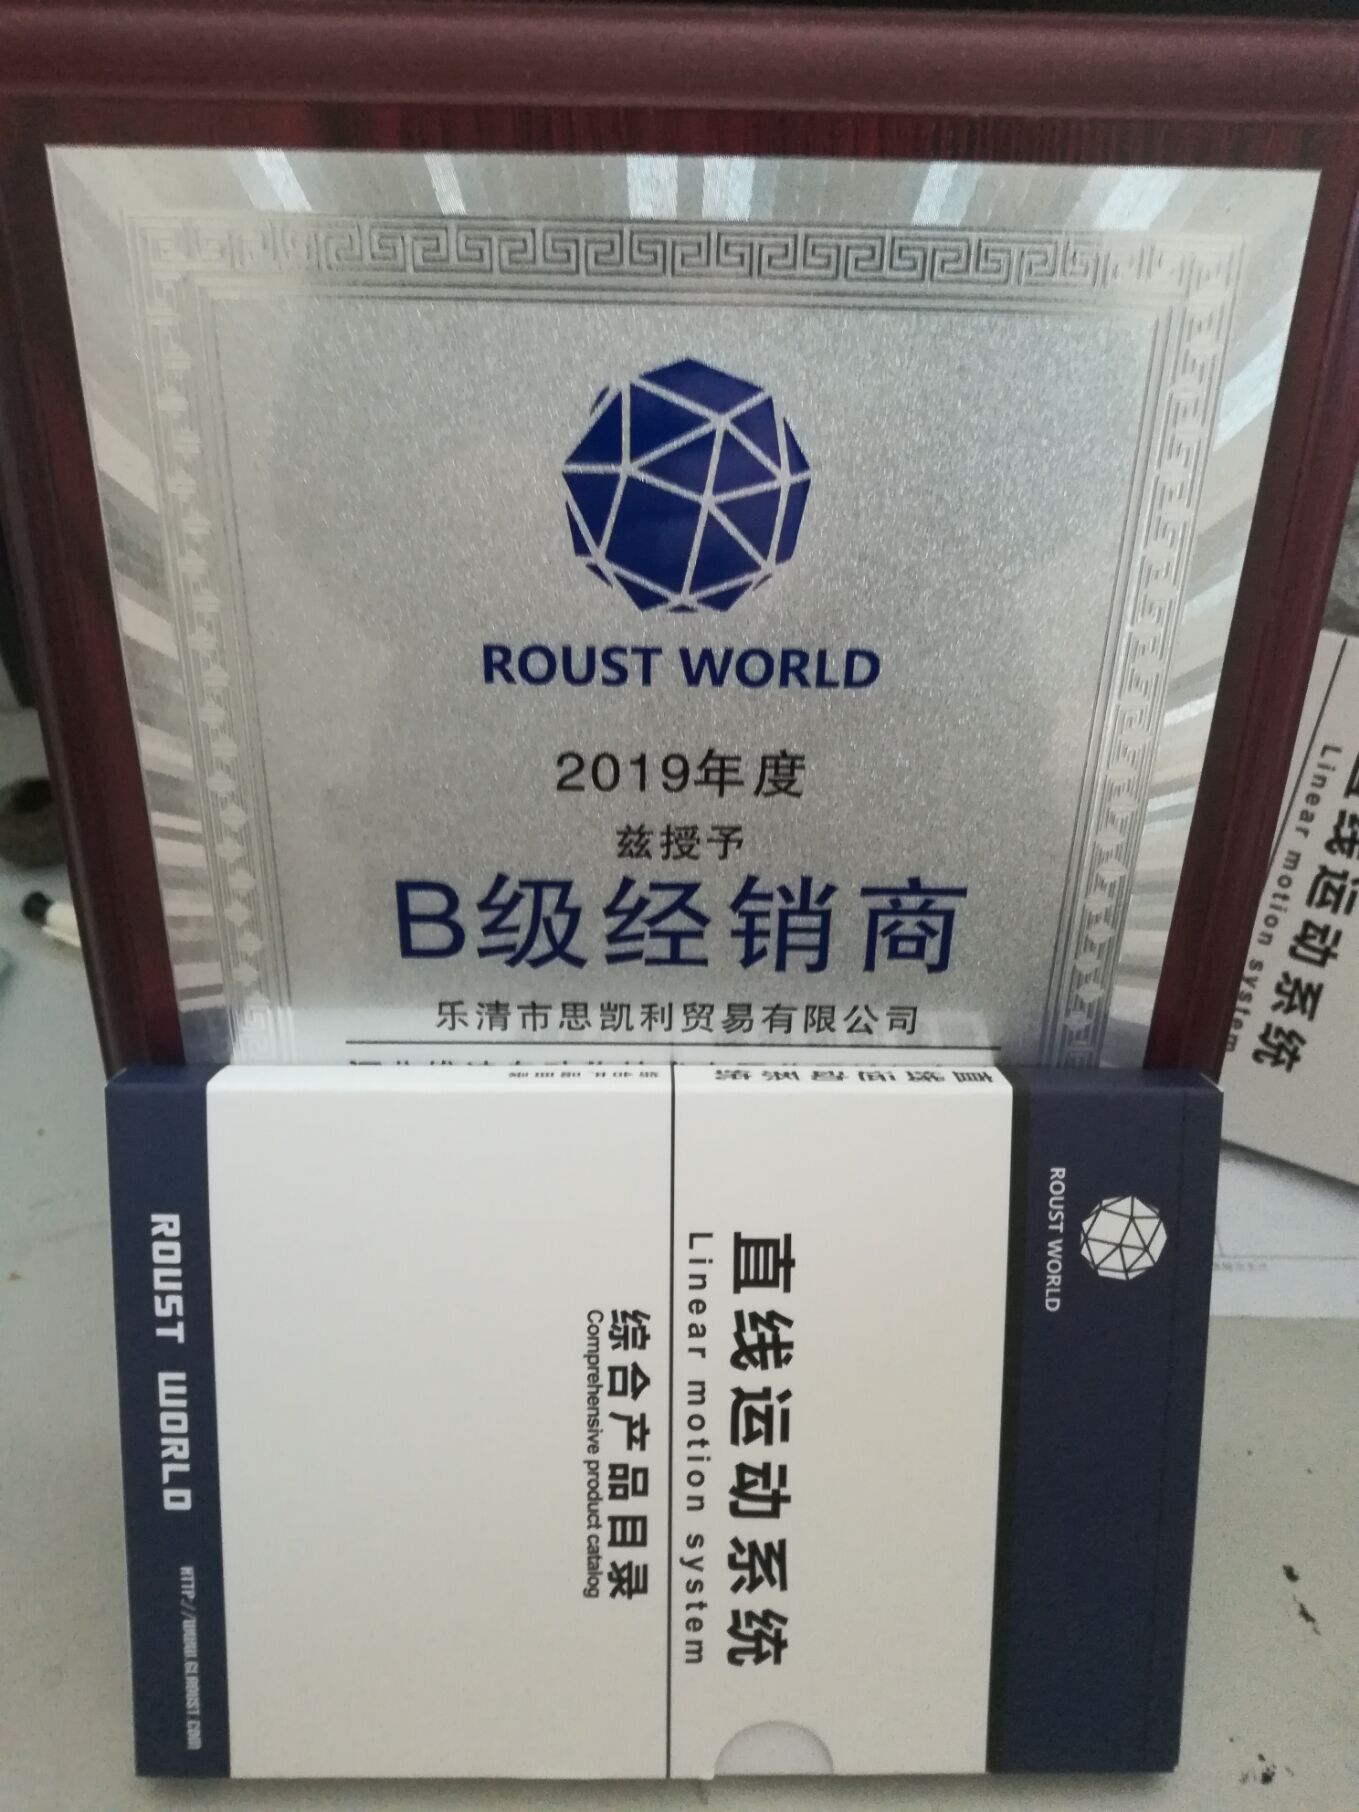 ROUST WORLD
2019年度
兹授予
B级经销商
乐清市思凯利贸易有限公司
直线运动系统
Linear motion system
ROUST WORLD
直线运动系统
Linear motion system
综合产品目录
Comprehensive product catalog
ROUST WORLD